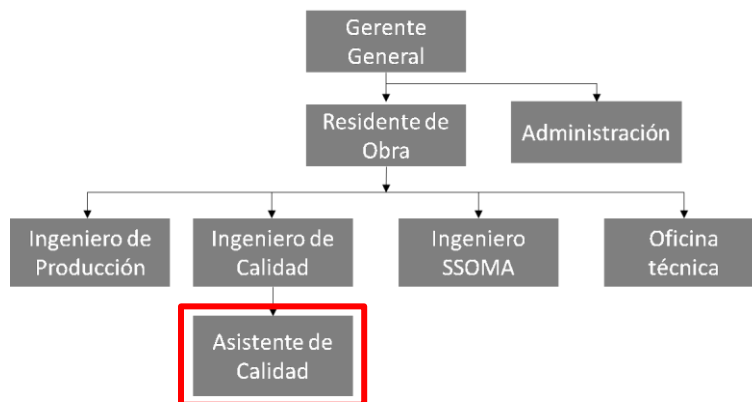 Gerente
General
Residente de
Obra
Administración
Ingeniero de
Producción
Ingeniero de
Calidad
Ingeniero
SSOMA
Oficina
técnica
Asistente de
Calidad